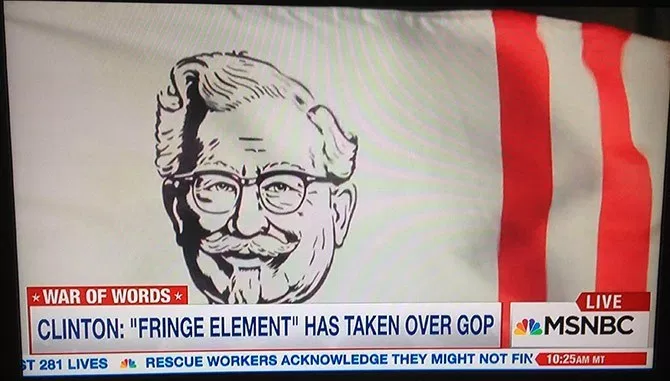 WAR OF WORDS
LIVE
CLINTON: "FRINGE ELEMENT" HAS TAKEN OVER GOP
MSNBC
281 LIVES RESCUE WORKERS ACKNOWLEDGE THEY MIGHT NOT
10:25AM MT